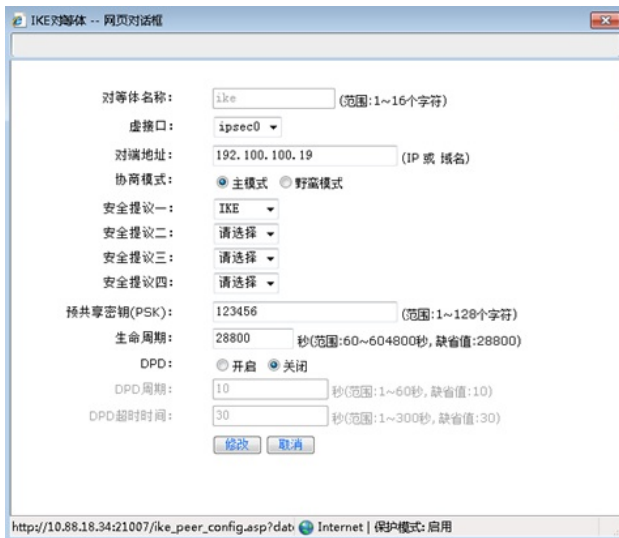 IKE对等体 -- 网页对话框
对等体名称: ike (范围:1~16个字符)
虚接口: ipsec0
对端地址: 192.100.100.19 (IP 或 域名)
协商模式: 主模式 野蛮模式
安全提议一: IKE
安全提议二: 请选择
安全提议三: 请选择
安全提议四: 请选择
预共享密钥(PSK): 123456 (范围:1~128个字符)
生命周期: 28800 秒(范围:60~604800秒, 缺省值:28800)
DPD: 开启 关闭
DPD周期: 10 秒(范围:1~60秒, 缺省值:10)
DPD超时时间: 30 秒(范围:1~300秒, 缺省值:30)
修改 取消
http://10.88.18.34:21007/ike_peer_config.asp?dat Internet | 保护模式: 启用